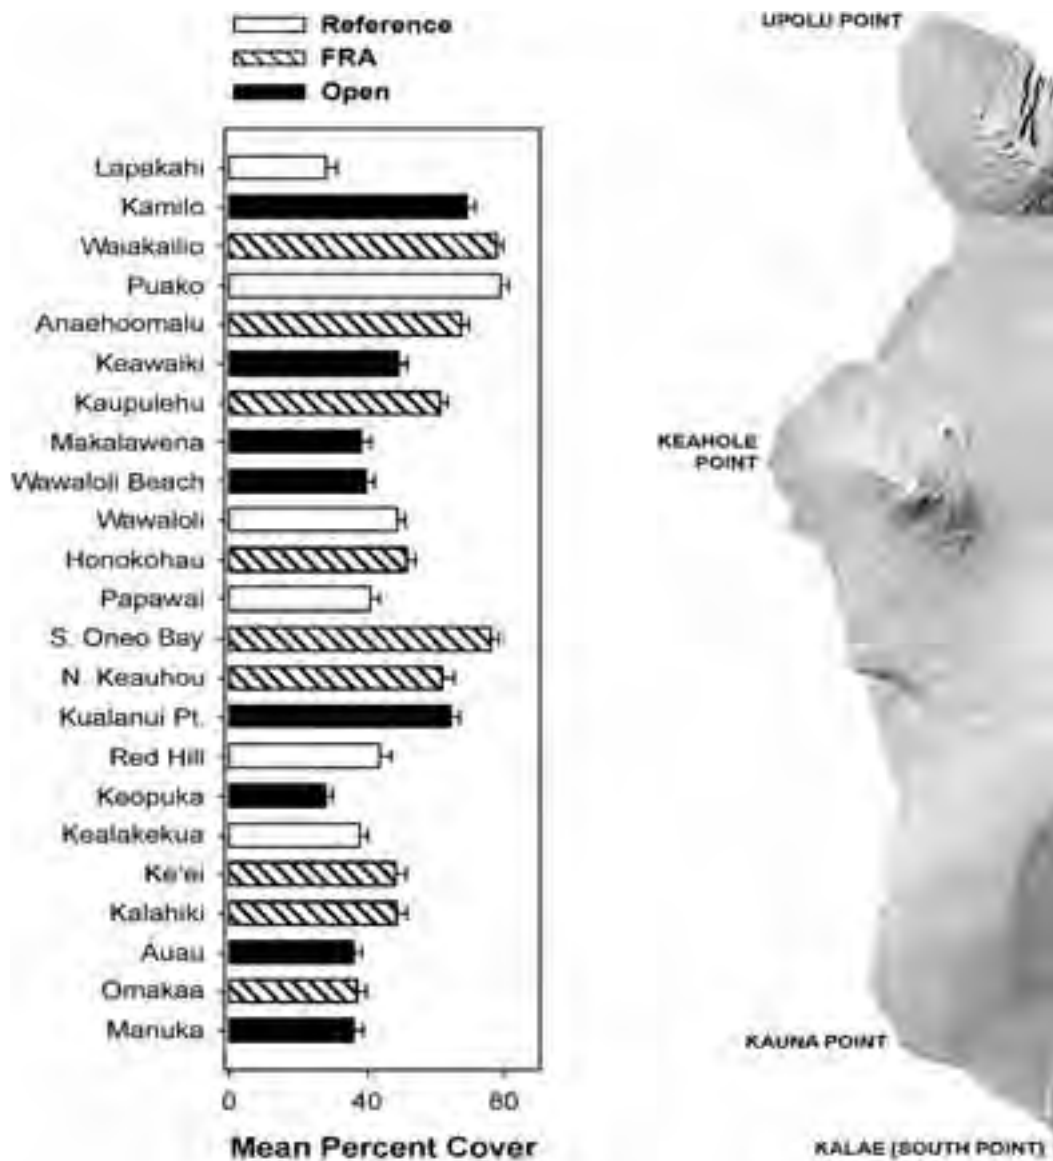 Reference
FRA
Open
Lapakahi
Kamilo
Waiakailio
Puako
Anaehoomalu
Keawaiki
Kaupulehu
Makalawena
Wawaloli Beach
Wawaloli
Honokohau
Papawai
S. Oneo Bay
N. Keauhou
Kualanui Pt.
Red Hill
Keopuka
Kealakekua
Ke'ei
Kalahiki
Auau
Omakaa
Manuka
0 40 80
Mean Percent Cover
UPOLU POINT
KEAHOLE
POINT
KAUNA POINT
KALAE [SOUTH POINT]